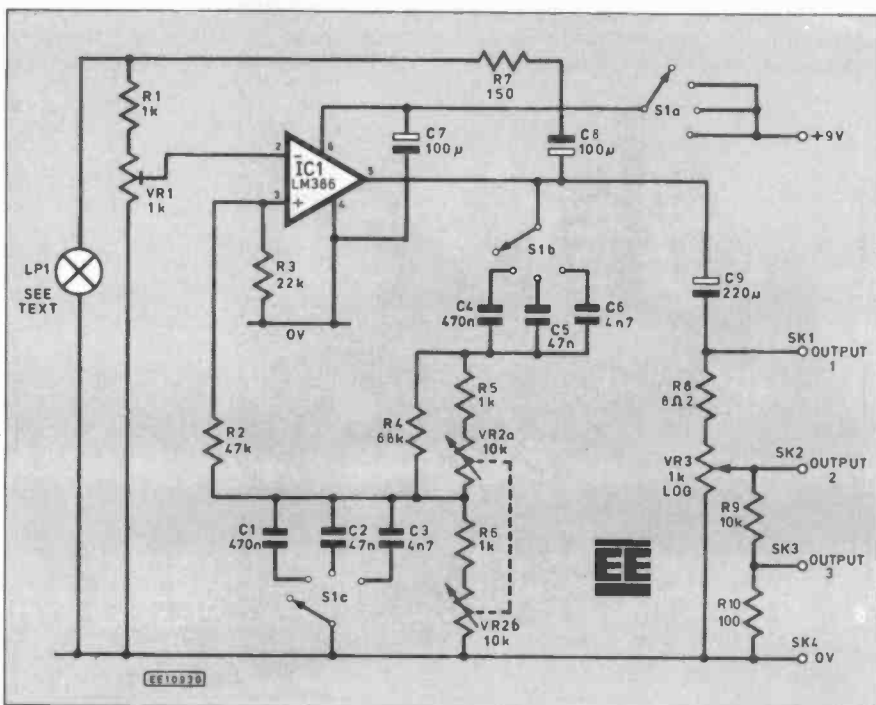 R1
1k
VR1
1k
LP1
SEE
TEXT
R7
150
C7
100µ
C8
100µ
S1a
+9V
2
3
6
4
5
-
+
IC1
LM386
R3
22k
0V
S1b
C4
470n
C5
47n
C6
4n7
C9
220µ
SK1
OUTPUT
1
R2
47k
R4
68k
R5
1k
VR2a
10k
R8
8Ω2
VR3
1k
LOG
SK2
OUTPUT
2
R9
10k
C1
470n
C2
47n
C3
4n7
S1c
R6
1k
VR2b
10k
EE
SK3
OUTPUT
3
R10
100
SK4
0V
EE1093G